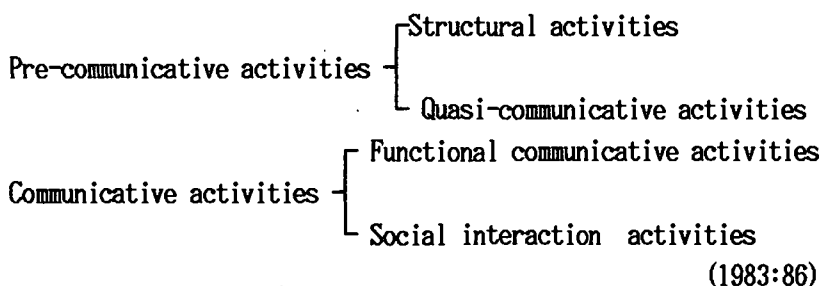 Structural activities
Pre-communicative activities
Quasi-communicative activities
Functional communicative activities
Communicative activities
Social interaction activities
(1983:86)